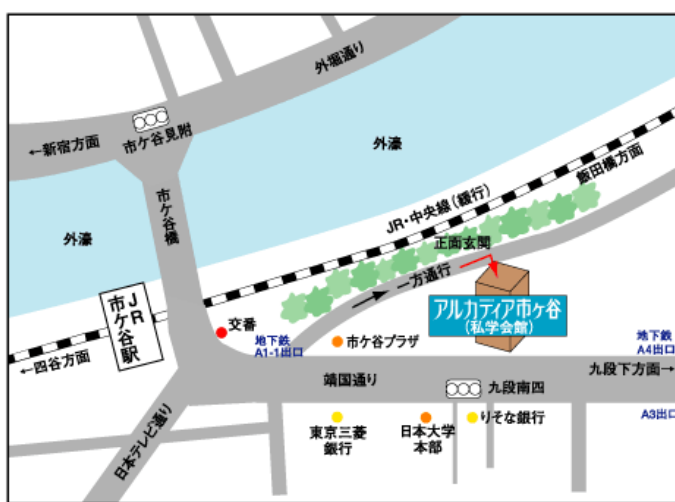 外堀通り
市ケ谷見附
←新宿方面
外濠
飯田橋方面
市ケ谷橋
JR・中央線(緩行)
外濠
正面玄関
一方通行
JR
市ケ谷駅
アルカディア市ヶ谷
(私学会館)
交番
地下鉄
A1-1出口
市ケ谷プラザ
地下鉄
A4出口
←四谷方面
靖国通り
九段南四
九段下方面→
日本テレビ通り
東京三菱
銀行
日本大学
本部
りそな銀行
A3出口